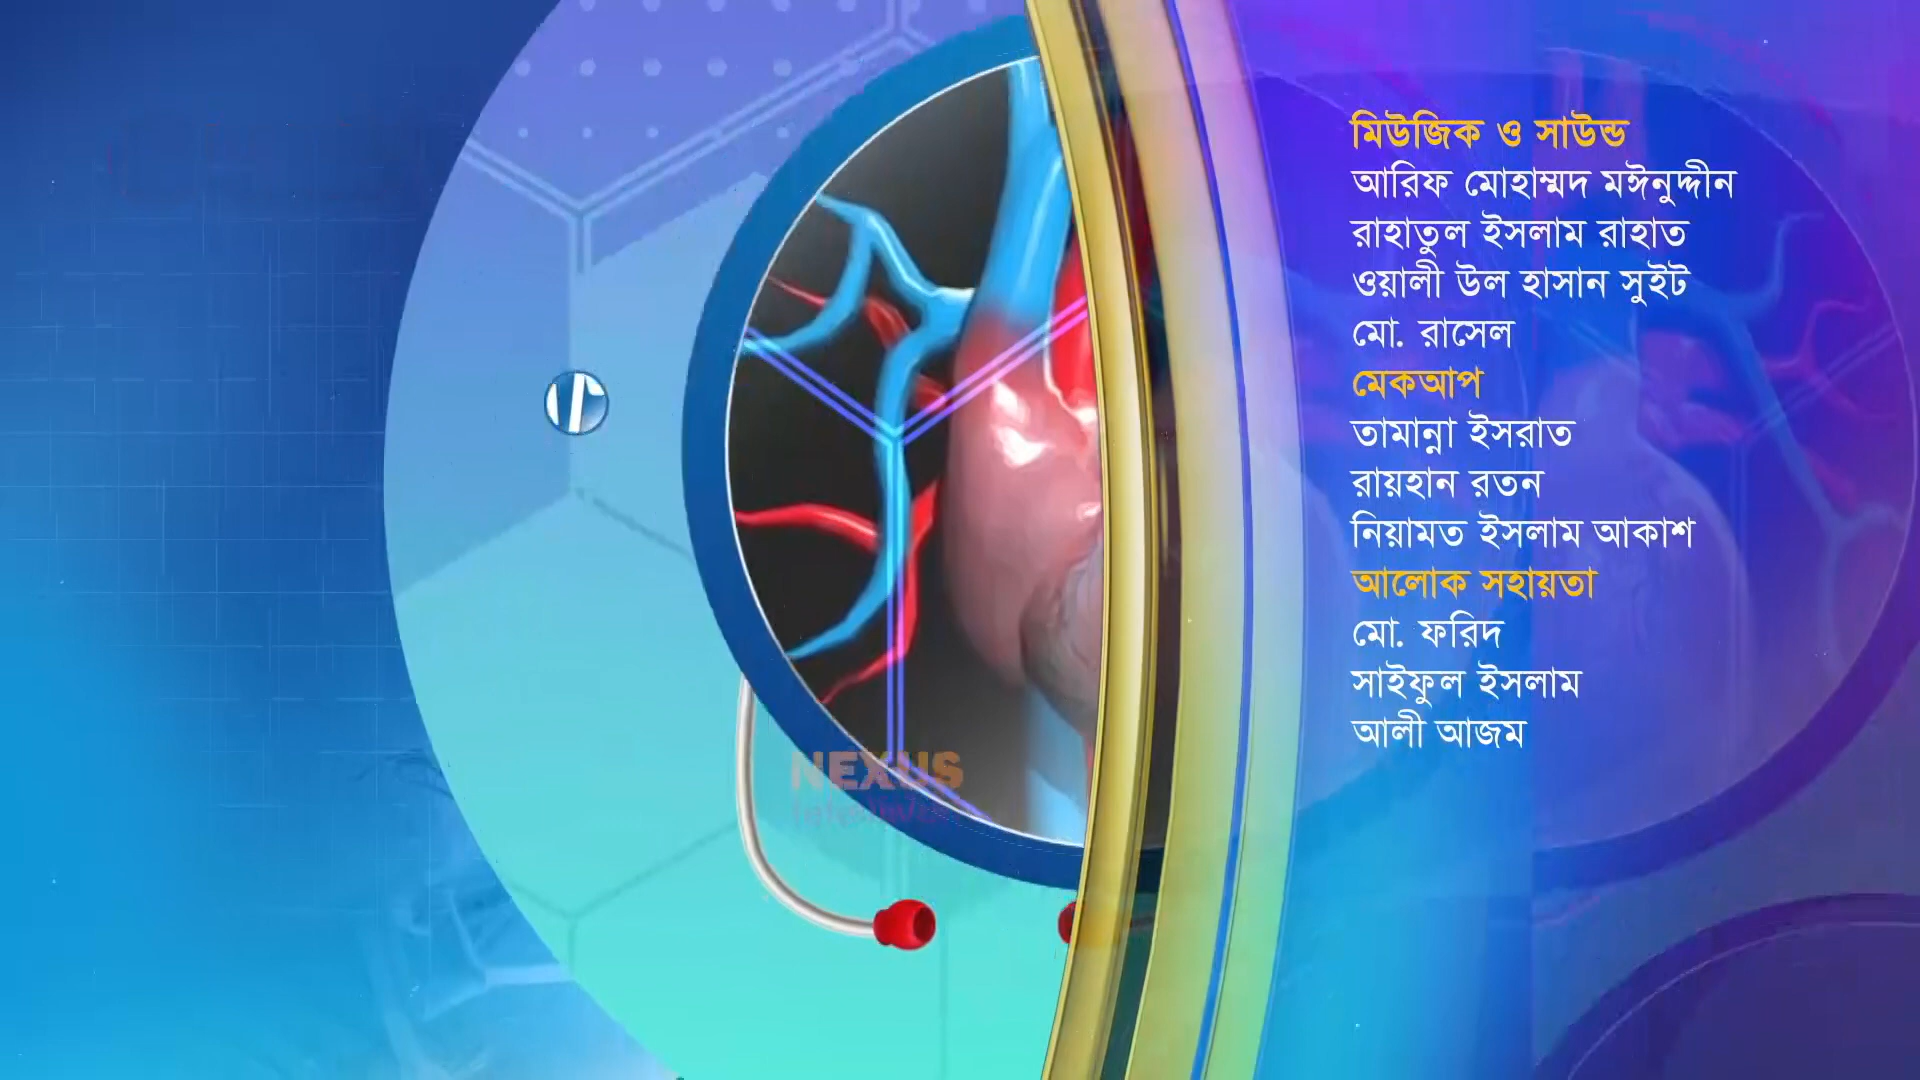 মিউজিক ও সাউন্ড
আরিফ মোহাম্মদ মঈনুদ্দীন
রাহাতুল ইসলাম রাহাত
ওয়ালী উল হাসান সুইট
মো. রাসেল
মেকআপ
তামান্না ইসরাত
রায়হান রতন
নিয়ামত ইসলাম আকাশ
আলোক সহায়তা
মো. ফরিদ
সাইফুল ইসলাম
আলী আজম
NEXUS
television